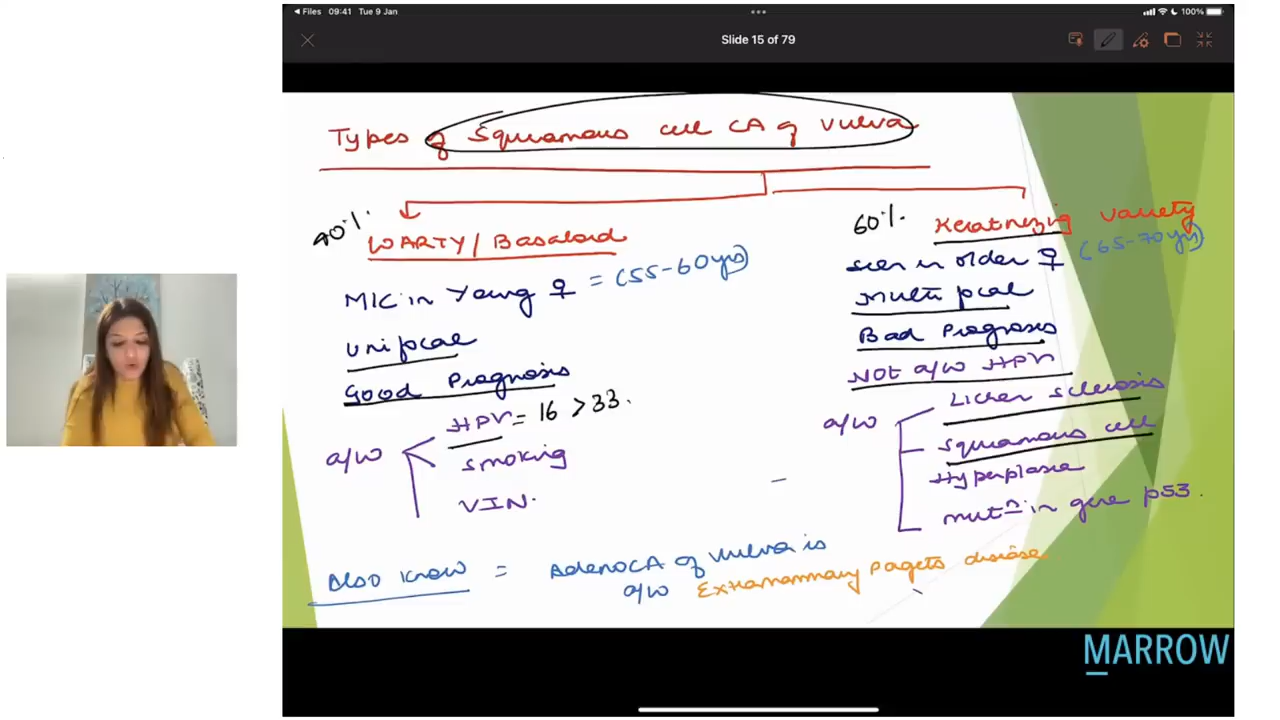 Files 09:41 Tue 9 Jan
100%
Slide 15 of 79
Types of Squamous cell CA of vulva
40%.
WARTY / Basaloid
M/C in Young ♀ = (55-60yrs)
Unifocal
Good Prognosis
a/w
HPV = 16 > 33.
Smoking
VIN.
60%.
Keratinizing variety
Seen in older ♀ (65-70yrs)
Multifocal
Bad Prognosis
NOT a/w HPV
a/w
Lichen sclerosis
Squamous cell
Hyperplasia
mutn in gene p53.
Also know = AdenoCA of vulva is
a/w Extramammary pagets disease
MARROW